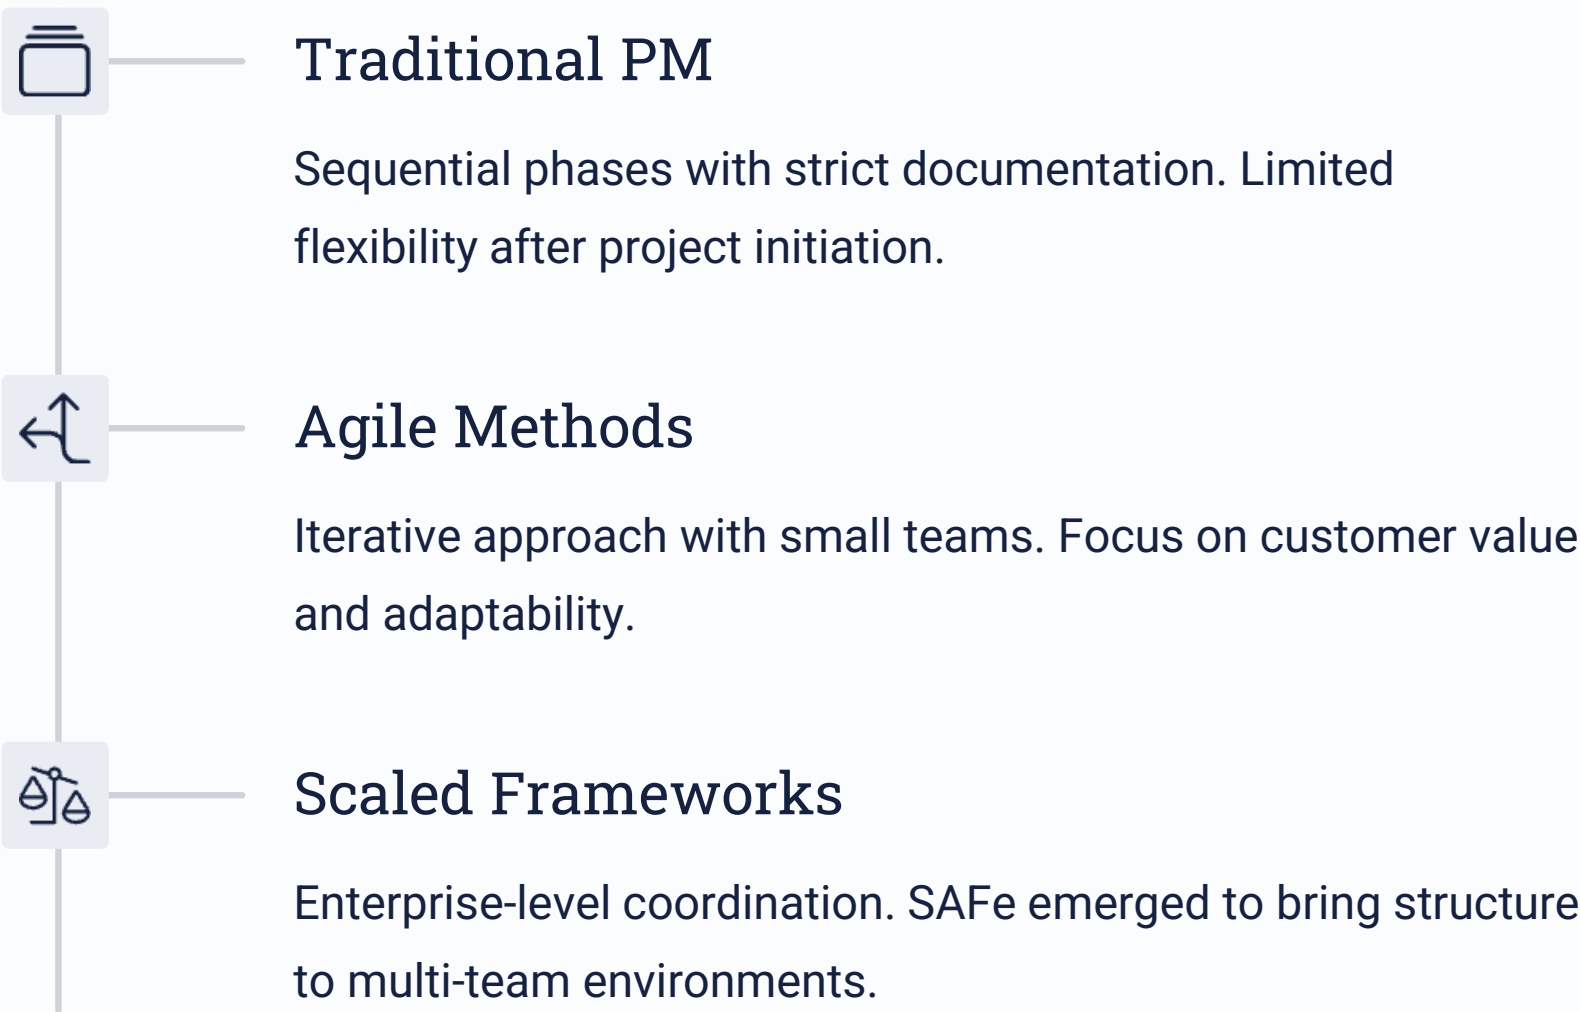 Traditional PM
Sequential phases with strict documentation. Limited
flexibility after project initiation.
Agile Methods
Iterative approach with small teams. Focus on customer value
and adaptability.
Scaled Frameworks
Enterprise-level coordination. SAFe emerged to bring structure
to multi-team environments.